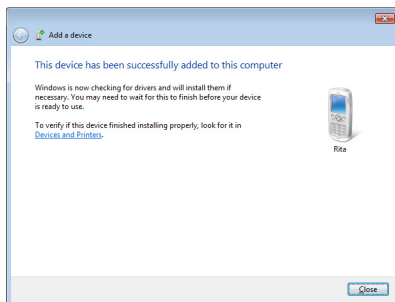 Add a device
This device has been successfully added to this computer
Windows is now checking for drivers and will install them if
necessary. You may need to wait for this to finish before your device
is ready to use.
To verify if this device finished installing properly, look for it in
Devices and Printers.
Rita
Close